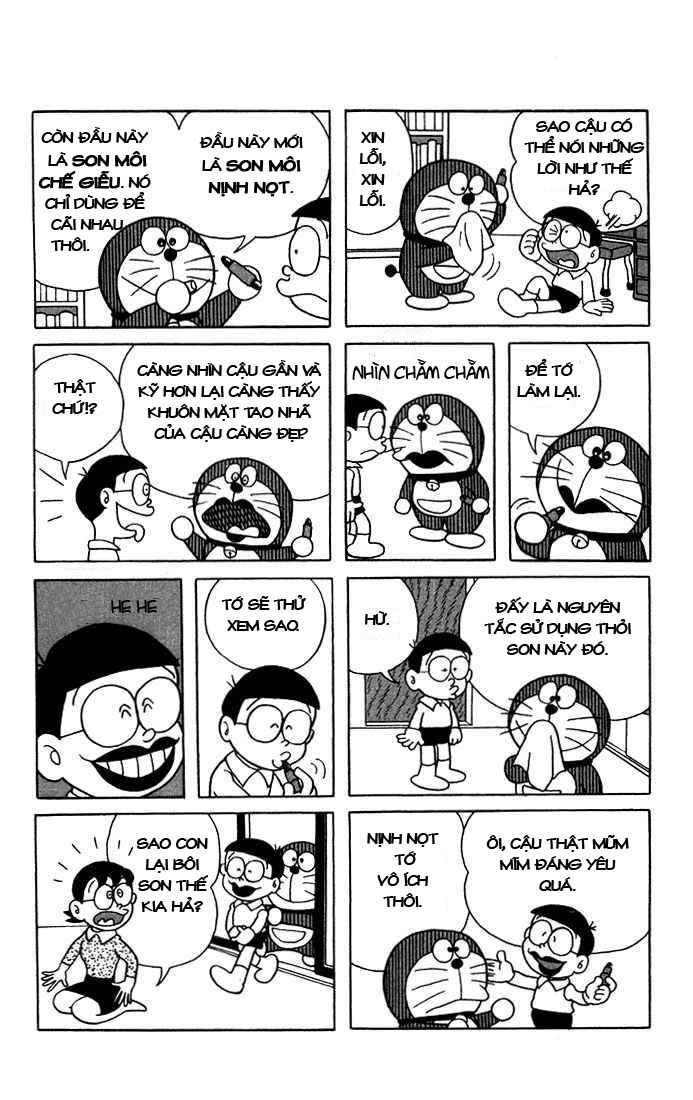 SAO CẬU CÓ
THỂ NÓI NHỮNG
LỜI NHƯ THẾ
HẢ?
XIN
LỖI,
XIN
LỖI.
ĐẦU NÀY MỚI
LÀ SON MÔI
NỊNH NỌT.
CÒN ĐẦU NÀY
LÀ SON MÔI
CHẾ GIỄU. NÓ
CHỈ DÙNG ĐỂ
CÃI NHAU
THÔI.
ĐỂ TỚ
LÀM LẠI.
NHÌN CHẰM CHẰM
CÀNG NHÌN CẬU GẦN VÀ
KỸ HƠN LẠI CÀNG THẤY
KHUÔN MẶT TAO NHÃ
CỦA CẬU CÀNG ĐẸP
THẬT
CHỨ!?
ĐẤY LÀ NGUYÊN
TẮC SỬ DỤNG THỎI
SON NÀY ĐÓ.
HỪ.
TỚ SẼ THỬ
XEM SAO.
HE HE
ÔI, CẬU THẬT MŨM
MĨM ĐÁNG YÊU
QUÁ.
NỊNH NỌT
TỚ
VÔ ÍCH
THÔI.
SAO CON
LẠI BÔI
SON THẾ
KIA HẢ?